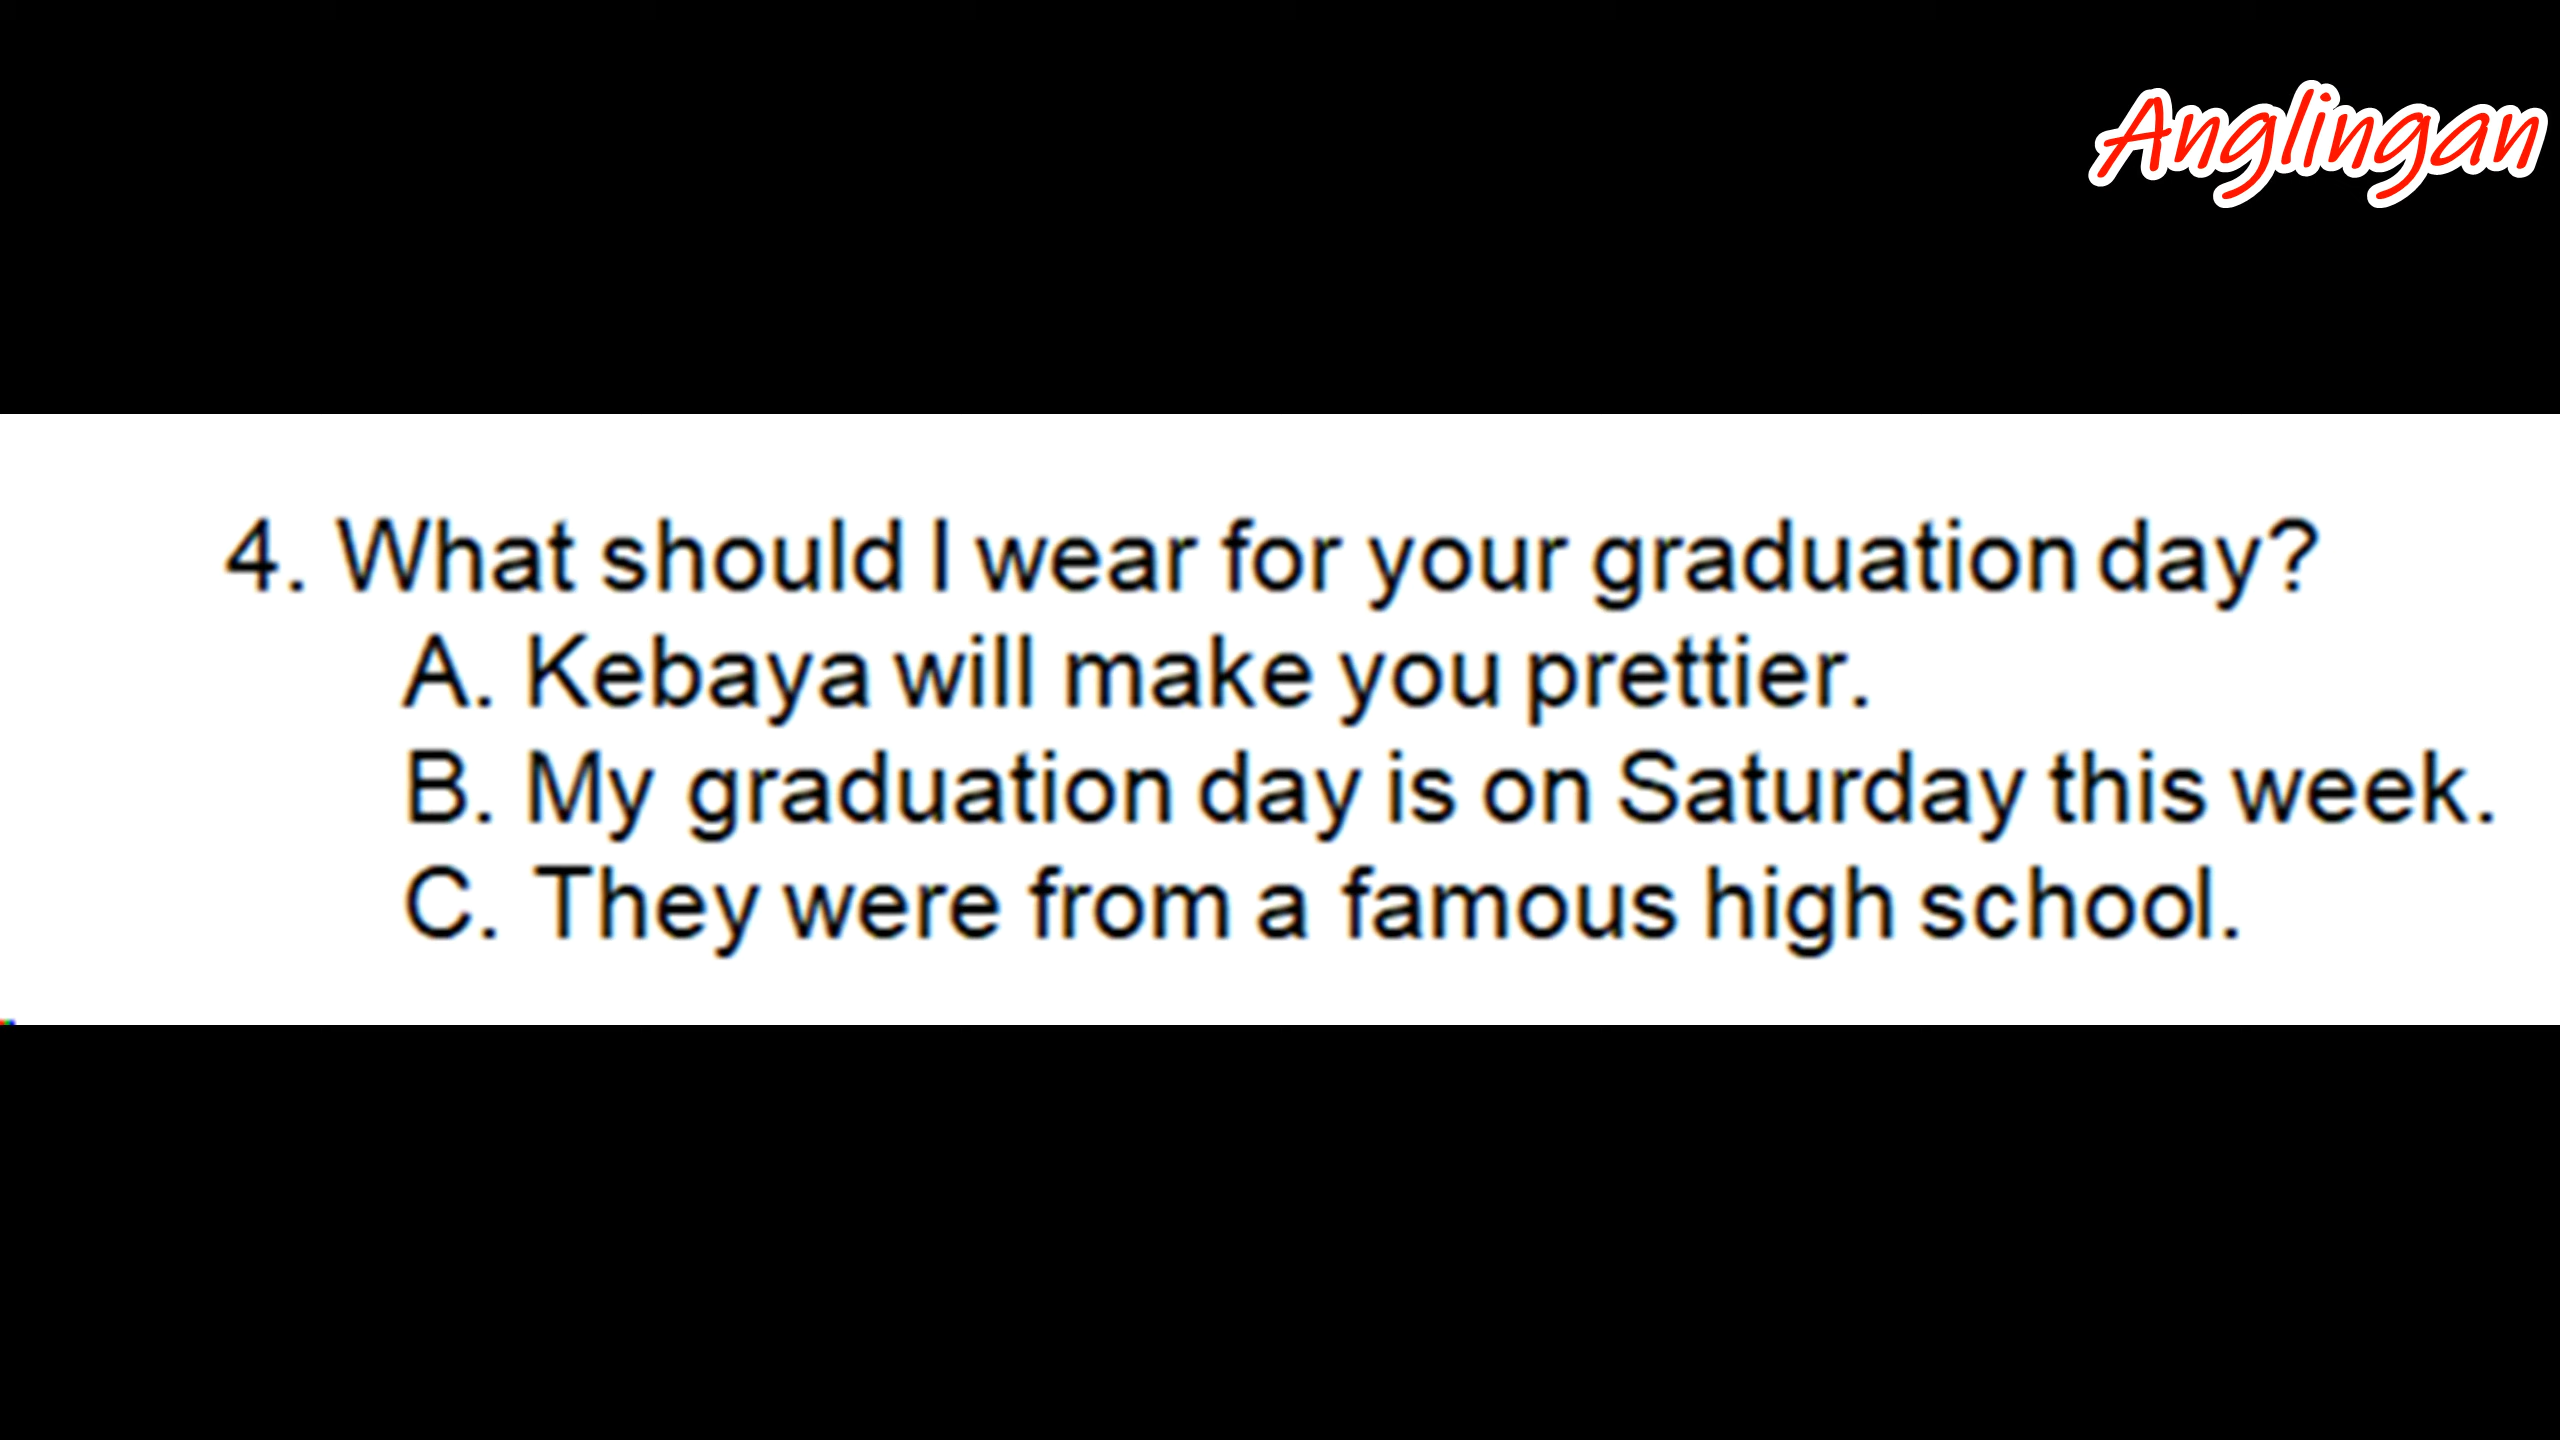 Anglingan
4. What should I wear for your graduation day?
A. Kebaya will make you prettier.
B. My graduation day is on Saturday this week.
C. They were from a famous high school.